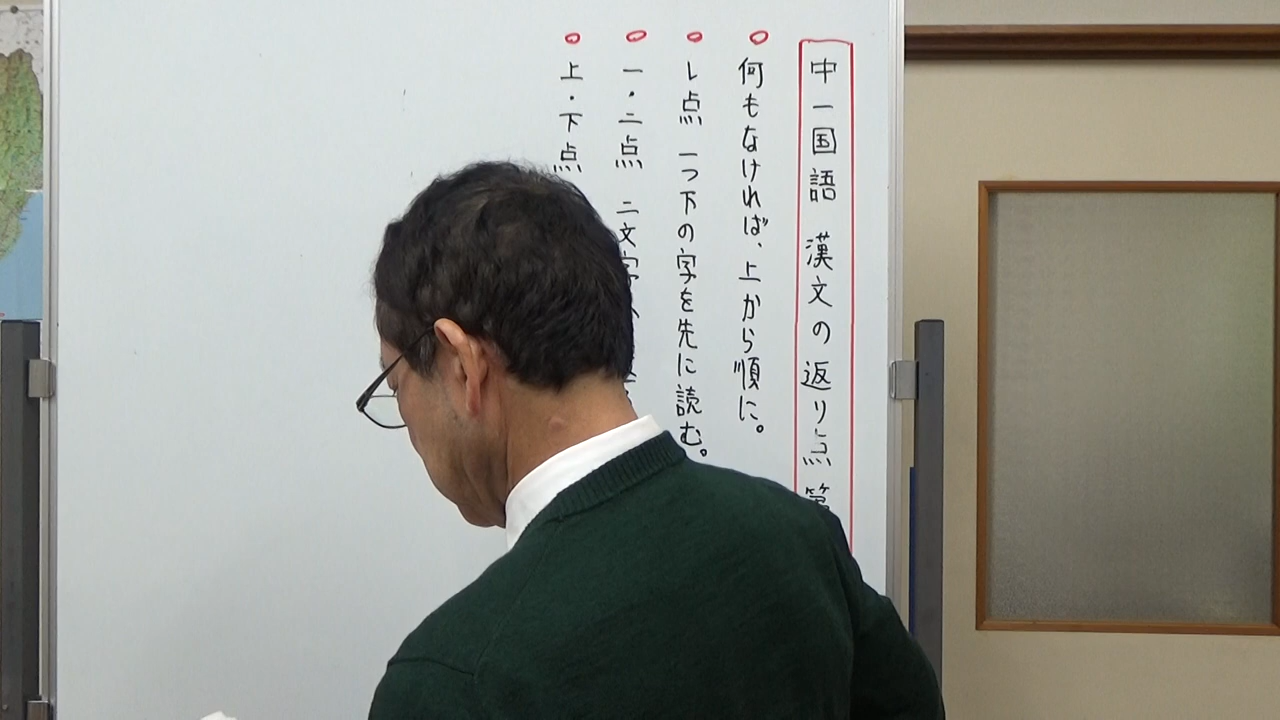 中一国語 漢文の返り点
何もなければ、上から順に。
レ点 一つ下の字を先に読む。
一・二点 二文字
上・下点